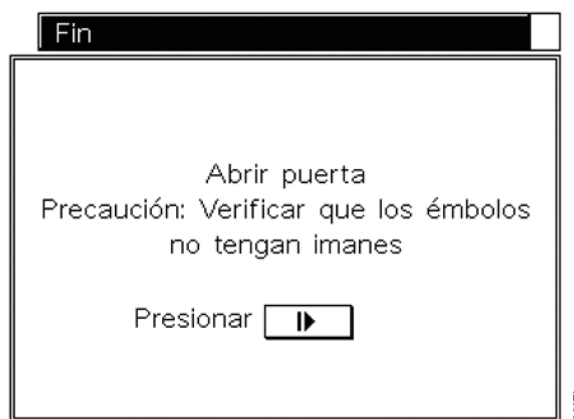 Fin
Abrir puerta
Precaución: Verificar que los émbolos
no tengan imanes
Presionar